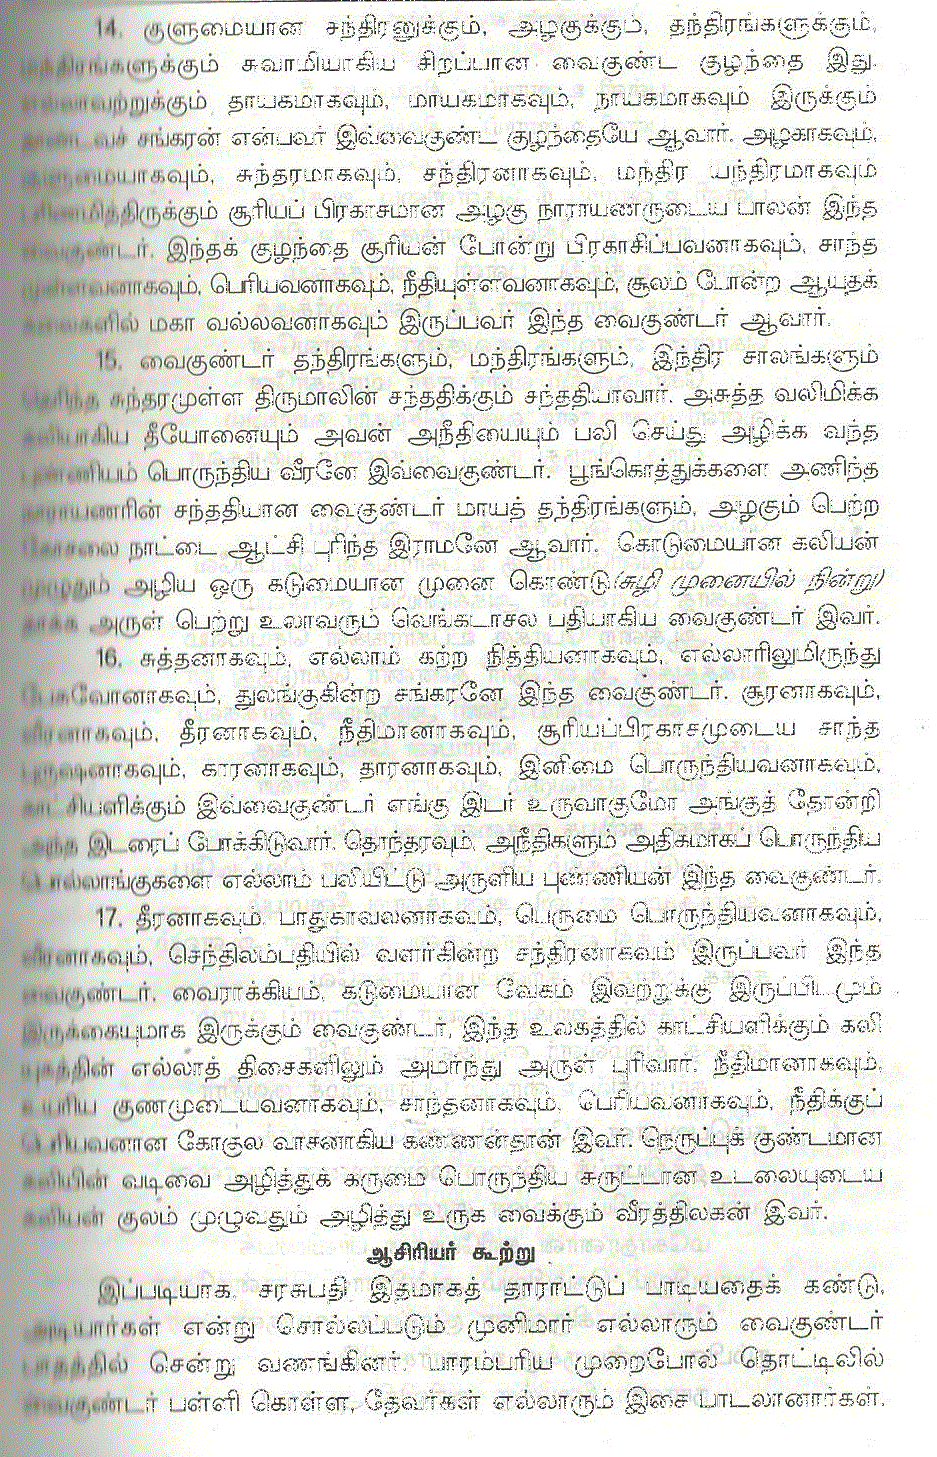 14. குளுமையான சந்திரனுக்கும், அழகுக்கும், தந்திரங்களுக்கும்,
மந்திரங்களுக்கும் சுவாமியாகிய சிறப்பான வைகுண்ட குழந்தை இது.
எல்லாவற்றுக்கும் தாயகமாகவும், மாயகமாகவும், நாயகமாகவும் இருக்கும்
தாண்டவச் சங்கரன் என்பவர் இவ்வைகுண்ட குழந்தையே ஆவார். அழகாகவும்,
குளுமையாகவும், சுந்தரமாகவும், சந்திரனாகவும், மந்திர யந்திரமாகவும்
பரிணமித்திருக்கும் சூரியப் பிரகாசமான அழகு நாராயணருடைய பாலன் இந்த
வைகுண்டர். இந்தக் குழந்தை சூரியன் போன்று பிரகாசிப்பவனாகவும், சாந்த
முள்ளவனாகவும், பெரியவனாகவும், நீதியுள்ளவனாகவும், சூலம் போன்ற ஆயுதக்
கலைகளில் மகா வல்லவனாகவும் இருப்பவர் இந்த வைகுண்டர் ஆவார்.
15. வைகுண்டர் தந்திரங்களும், மந்திரங்களும், இந்திர சாலங்களும்
தெரிந்த சுந்தரமுள்ள திருமாலின் சந்ததிக்கும் சந்ததியாவார். அசுத்த வலிமிக்க
கலியாகிய தீயோனையும் அவன் அநீதியையும் பலி செய்து அழிக்க வந்த
புண்ணியம் பொருந்திய வீரனே இவ்வைகுண்டர். பூங்கொத்துக்களை அணிந்த
நாராயணரின் சந்ததியான வைகுண்டர் மாயத் தந்திரங்களும், அழகும் பெற்ற
கோசலை நாட்டை ஆட்சி புரிந்த இராமனே ஆவார். கொடுமையான கலியன்
முழுதும் அழிய ஒரு கடுமையான முனை கொண்டு(சுழி முனையில் நின்று)
தாக்க அருள் பெற்று உலாவரும் வெங்கடாசல பதியாகிய வைகுண்டர் இவர்.
16. சுத்தனாகவும், எல்லாம் கற்ற நித்தியனாகவும், எல்லாரிலுமிருந்து
பேசுவோனாகவும், துலங்குகின்ற சங்கரனே இந்த வைகுண்டர். சூரனாகவும்,
வீரனாகவும், தீரனாகவும், நீதிமானாகவும், சூரியப்பிரகாசமுடைய சாந்த
புருஷனாகவும், காரனாகவும், தாரனாகவும், இனிமை பொருந்தியவனாகவும்,
காட்சியளிக்கும் இவ்வைகுண்டர் எங்கு இடர் உருவாகுமோ அங்குத் தோன்றி
அந்த இடரைப் போக்கிடுவார். தொந்தரவும், அநீதிகளும் அதிகமாகப் பொருந்திய
பொல்லாங்குகளை எல்லாம் பலியிட்டு அருளிய புண்ணியன் இந்த வைகுண்டர்.
17. தீரனாகவும். பாதுகாவலனாகவும், பெருமை பொருந்தியவனாகவும்,
வீரனாகவும், செந்திலம்பதியில் வளர்கின்ற சந்திரனாகவும் இருப்பவர் இந்த
வைகுண்டர். வைராக்கியம், கடுமையான வேகம் இவற்றுக்கு இருப்பிடமும்
இருக்கையுமாக இருக்கும் வைகுண்டர், இந்த உலகத்தில் காட்சியளிக்கும் கலி
யுகத்தின் எல்லாத் திசைகளிலும் அமர்ந்து அருள் புரிவார். நீதிமானாகவும்,
உயரிய குணமுடையவனாகவும், சாந்தனாகவும், பெரியவனாகவும், நீதிக்குப்
பெரியவனான கோகுல வாசனாகிய கண்ணன்தான் இவர். நெருப்புக் குண்டமான
கலியின் வடிவை அழித்துக் கருமை பொருந்திய சுருட்டான உடலையுடைய
கலியன் குலம் முழுவதும் அழித்து உருக வைக்கும் வீரத்திலகன் இவர்.
ஆசிரியர் கூற்று
இப்படியாக, சரசுபதி இதமாகத் தாராட்டுப் பாடியதைக் கண்டு,
அடியார்கள் என்று சொல்லப்படும் முனிமார் எல்லாரும் வைகுண்டர்
பாதத்தில் சென்று வணங்கினர். பாரம்பரிய முறைபோல் தொட்டிலில்
வைகுண்டர் பள்ளி கொள்ள, தேவர்கள் எல்லாரும் இசை பாடலானார்கள்.